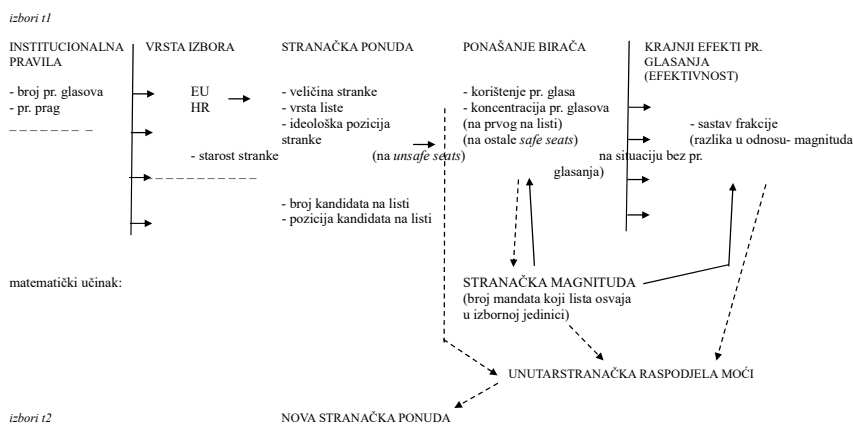 izbori t1
INSTITUCIONALNA
PRAVILA
- broj pr. glasova
- pr. prag
- magnituda
VRSTA IZBORA
EU
HR
STRANAČKA PONUDA
- veličina stranke
- vrsta liste
- ideološka pozicija
stranke
- starost stranke
- broj kandidata na listi
- pozicija kandidata na listi
PONAŠANJE BIRAČA
- korištenje pr. glasa
- koncentracija pr. glasova
(na prvog na listi)
(na ostale safe seats)
(na unsafe seats)
KRAJNJI EFEKTI PR.
GLASANJA
(EFEKTIVNOST)
- sastav frakcije
(razlika u odnosu
na situaciju bez pr.
glasanja)
matematički učinak:
STRANAČKA MAGNITUDA
(broj mandata koji lista osvaja
u izbornoj jedinici)
UNUTARSTRANAČKA RASPODJELA MOĆI
izbori t2
NOVA STRANAČKA PONUDA